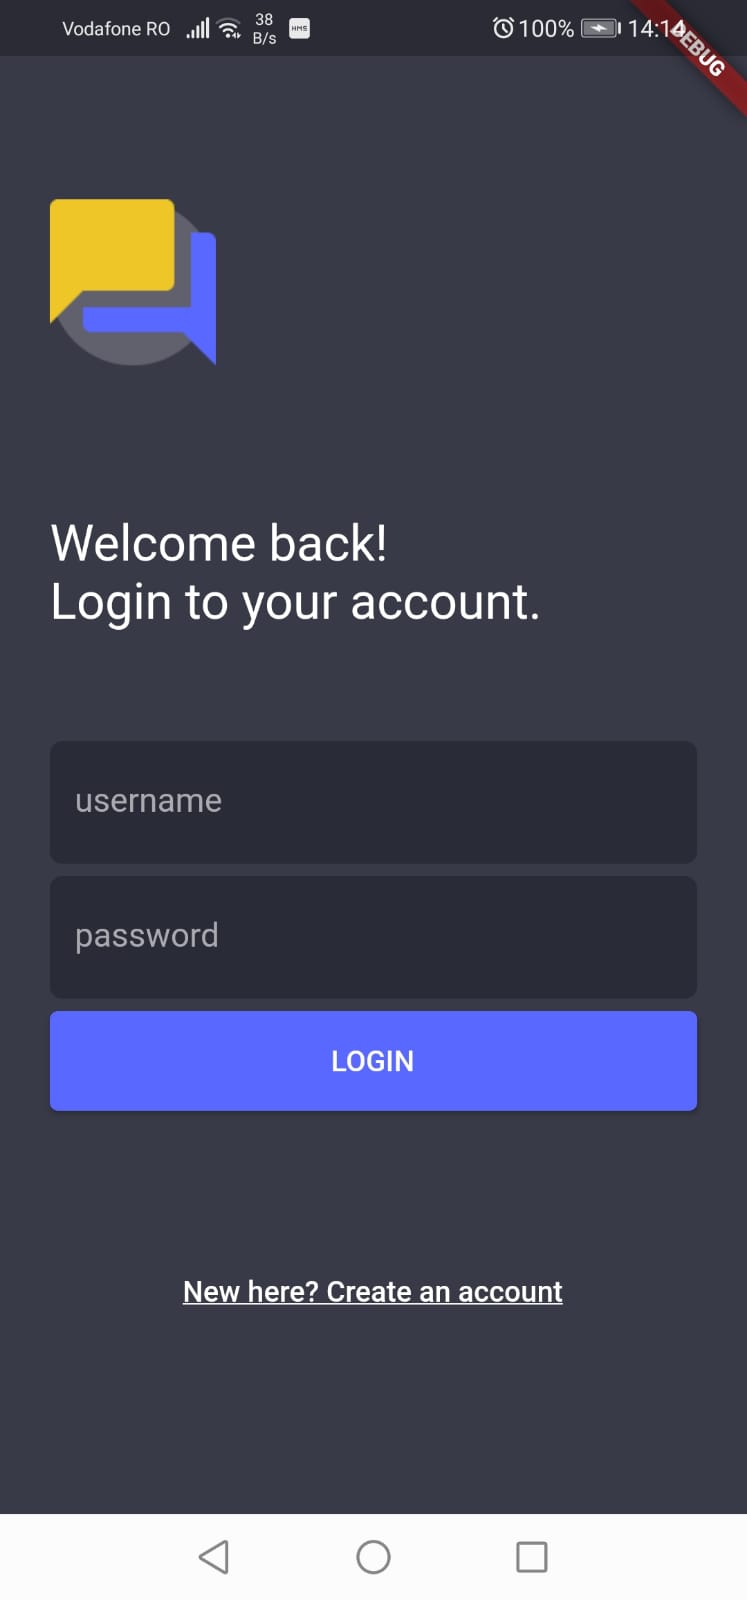 Vodafone RO 38 B/s HMS 100% 14:14
DEBUG
Welcome back!
Login to your account.
username
password
LOGIN
New here? Create an account